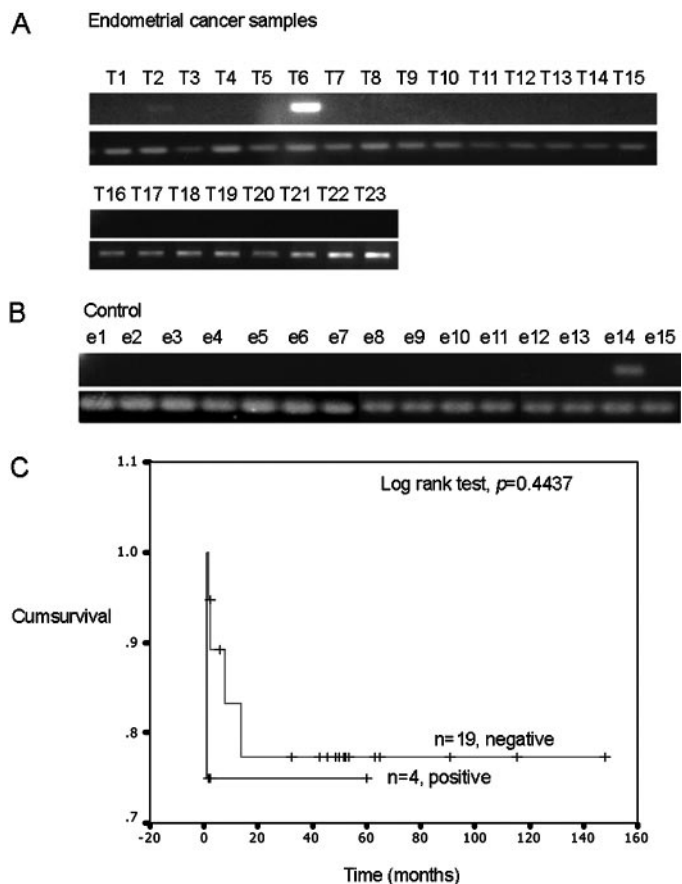 A Endometrial cancer samples
T1 T2 T3 T4 T5 T6 T7 T8 T9 T10 T11 T12 T13 T14 T15
T16 T17 T18 T19 T20 T21 T22 T23
B Control
e1 e2 e3 e4 e5 e6 e7 e8 e9 e10 e11 e12 e13 e14 e15
C
1.1
Log rank test, p=0.4437
1.0
Cumsurvival
.9
.8
n=19, negative
n=4, positive
.7
-20 0 20 40 60 80 100 120 140 160
Time (months)